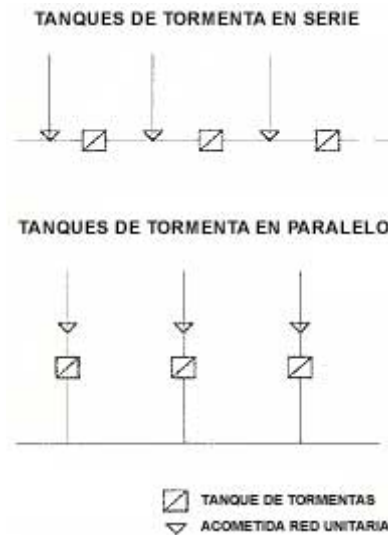 TANQUES DE TORMENTA EN SERIE
TANQUES DE TORMENTA EN PARALELO
TANQUE DE TORMENTAS
ACOMETIDA RED UNITARIA